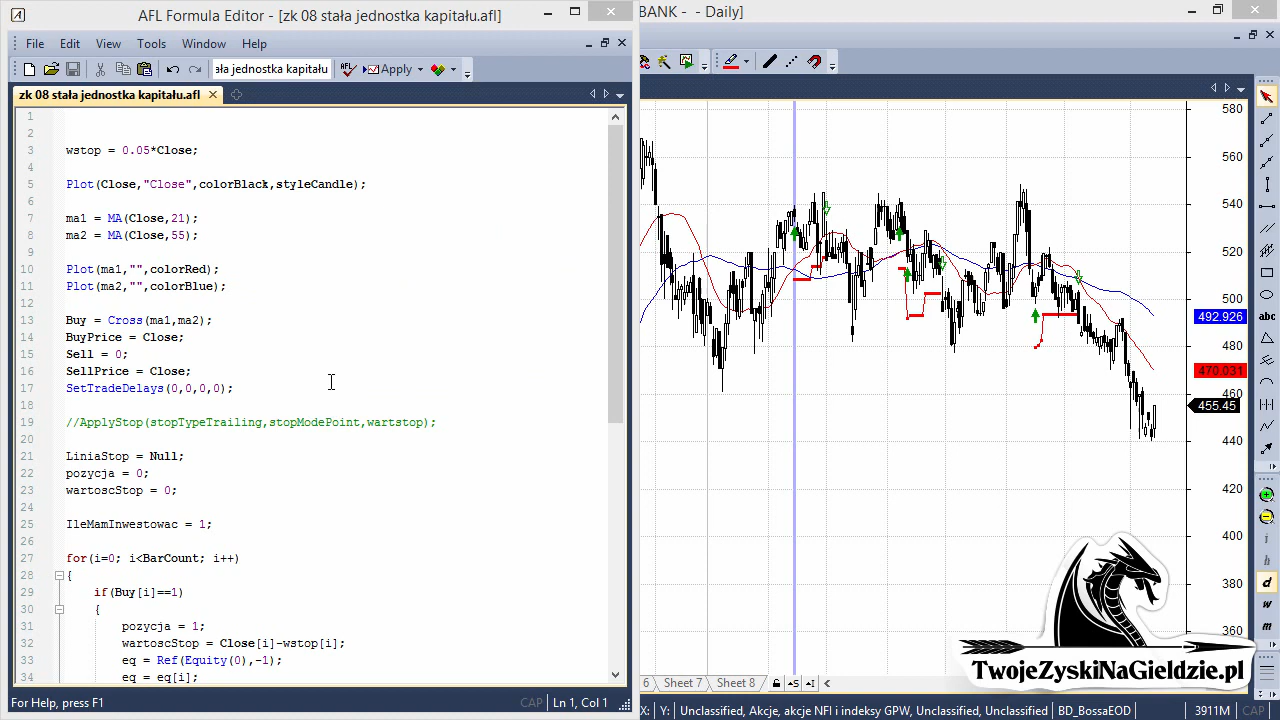 AFL Formula Editor - [zk 08 stała jednostka kapitału.afl]
BANK - - Daily]
File Edit View Tools Window Help
ała jednostka kapitału
AFL
Apply
zk 08 stała jednostka kapitału.afl
1
2
3 wstop = 0.05*Close;
4
5 Plot(Close,"Close",colorBlack,styleCandle);
6
7 ma1 = MA(Close,21);
8 ma2 = MA(Close,55);
9
10 Plot(ma1,"",colorRed);
11 Plot(ma2,"",colorBlue);
12
13 Buy = Cross(ma1,ma2);
14 BuyPrice = Close;
15 Sell = 0;
16 SellPrice = Close;
17 SetTradeDelays(0,0,0,0);
18
19 //ApplyStop(stopTypeTrailing,stopModePoint,wartstop);
20
21 LiniaStop = Null;
22 pozycja = 0;
23 wartoscStop = 0;
24
25 IleMamInwestowac = 1;
26
27 for(i=0; i<BarCount; i++)
28 {
29 if(Buy[i]==1)
30 {
31 pozycja = 1;
32 wartoscStop = Close[i]-wstop[i];
33 eq = Ref(Equity(0),-1);
34 eq = eq[i];
For Help, press F1
CAP
Ln 1, Col 1
580
560
540
520
500
492.926
480
470.031
460
455.45
440
420
400
380
360
abc
i
h
d
w
m
6 Sheet 7 Sheet 8
S
I
TwojeZyskiNaGieldzie.pl
X: Y: Unclassified, Akcje, akcje NFI i indeksy GPW, Unclassified, Unclassified
BD_BossaEOD
3911M
CAP